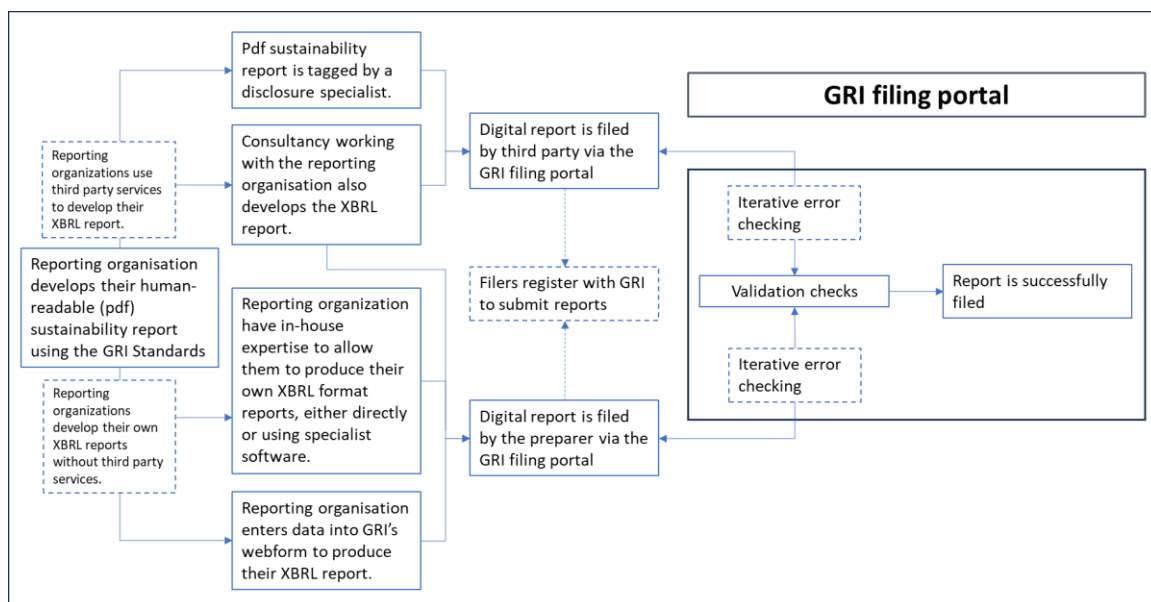 Pdf sustainability
report is tagged by a
disclosure specialist.
GRI filing portal
Reporting
organizations use
third party services
to develop their
XBRL report.
Consultancy working
with the reporting
organisation also
develops the XBRL
report.
Digital report is filed
by third party via the
GRI filing portal
Iterative error
checking
Reporting organisation
develops their human-
readable (pdf)
sustainability report
using the GRI Standards
Filers register with GRI
to submit reports
Validation checks
Report is successfully
filed
Reporting organization
have in-house
expertise to allow
them to produce their
own XBRL format
reports, either directly
or using specialist
software.
Iterative error
checking
Reporting
organizations
develop their own
XBRL reports
without third party
services.
Digital report is filed
by the preparer via the
GRI filing portal
Reporting organisation
enters data into GRI’s
webform to produce
their XBRL report.